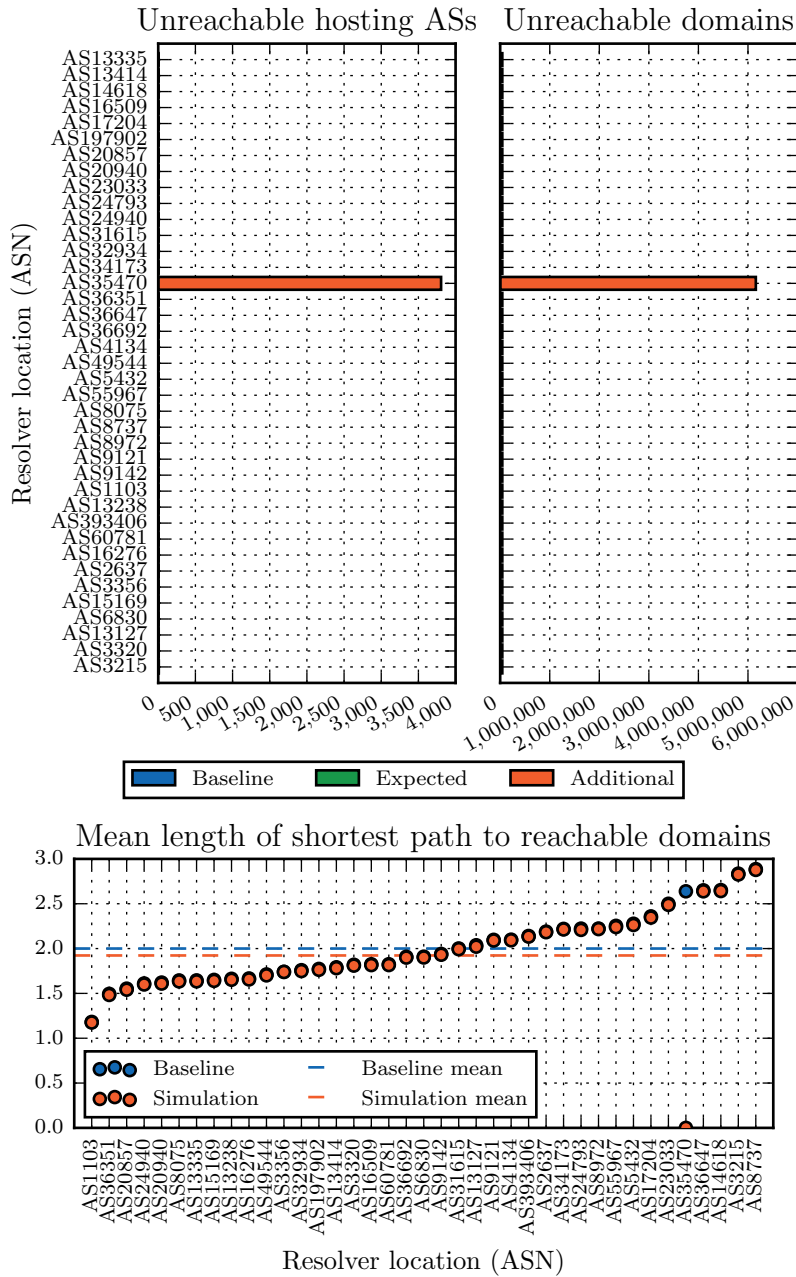 Unreachable hosting ASs
Unreachable domains
Resolver location (ASN)
AS13335
AS13414
AS14618
AS16509
AS17204
AS197902
AS20857
AS20940
AS23033
AS24793
AS24940
AS31615
AS32934
AS34173
AS35470
AS36351
AS36647
AS36692
AS4134
AS49544
AS5432
AS55967
AS8075
AS8737
AS8972
AS9121
AS9142
AS1103
AS13238
AS393406
AS60781
AS16276
AS2637
AS3356
AS15169
AS6830
AS13127
AS3320
AS3215
0
500
1,000
1,500
2,000
2,500
3,000
3,500
4,000
0
1,000,000
2,000,000
3,000,000
4,000,000
5,000,000
6,000,000
Baseline Expected Additional
Mean length of shortest path to reachable domains
3.0
2.5
2.0
1.5
1.0
0.5
0.0
Baseline Baseline mean
Simulation Simulation mean
AS1103
AS36351
AS20857
AS24940
AS20940
AS8075
AS13335
AS15169
AS13238
AS16276
AS49544
AS3356
AS32934
AS197902
AS13414
AS3320
AS16509
AS60781
AS36692
AS6830
AS9142
AS31615
AS13127
AS9121
AS4134
AS393406
AS2637
AS34173
AS24793
AS8972
AS55967
AS5432
AS17204
AS23033
AS35470
AS36647
AS14618
AS3215
AS8737
Resolver location (ASN)